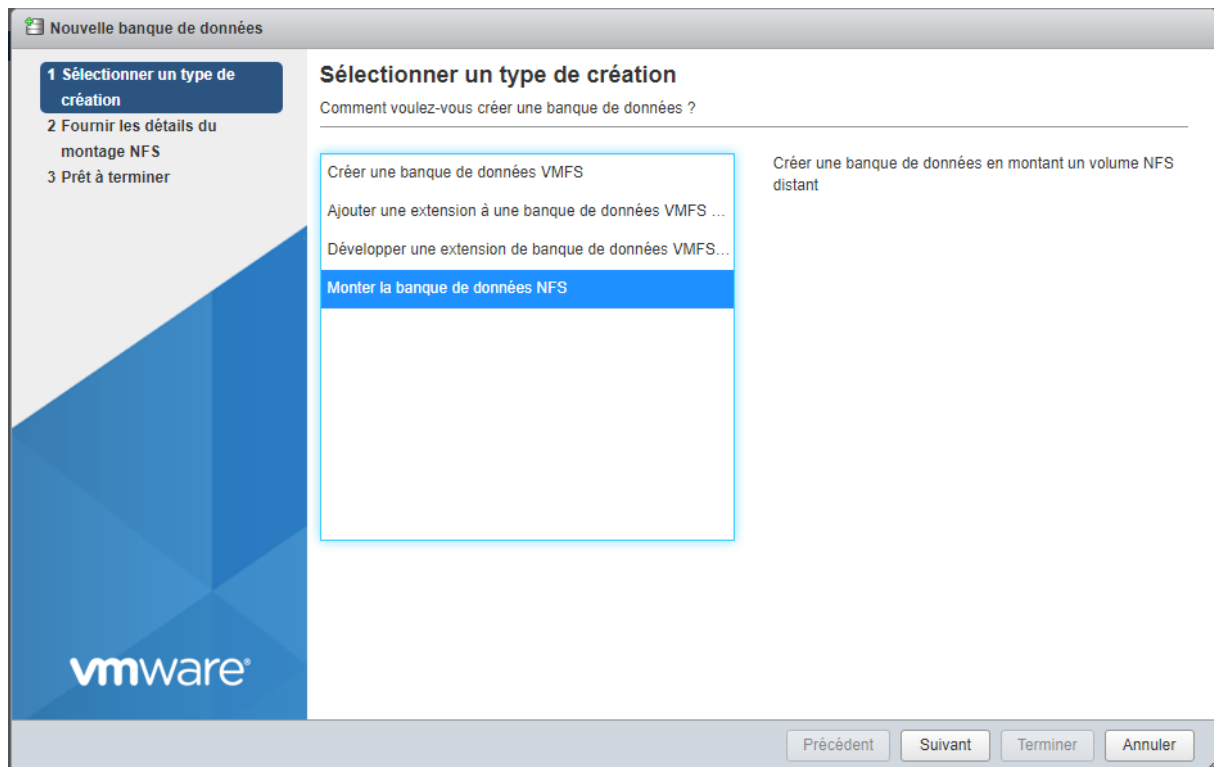 Nouvelle banque de données
1 Sélectionner un type de
création
2 Fournir les détails du
montage NFS
3 Prêt à terminer
Sélectionner un type de création
Comment voulez-vous créer une banque de données ?
Créer une banque de données VMFS
Ajouter une extension à une banque de données VMFS ...
Développer une extension de banque de données VMFS...
Monter la banque de données NFS
Créer une banque de données en montant un volume NFS
distant
vmware®
Précédent Suivant Terminer Annuler